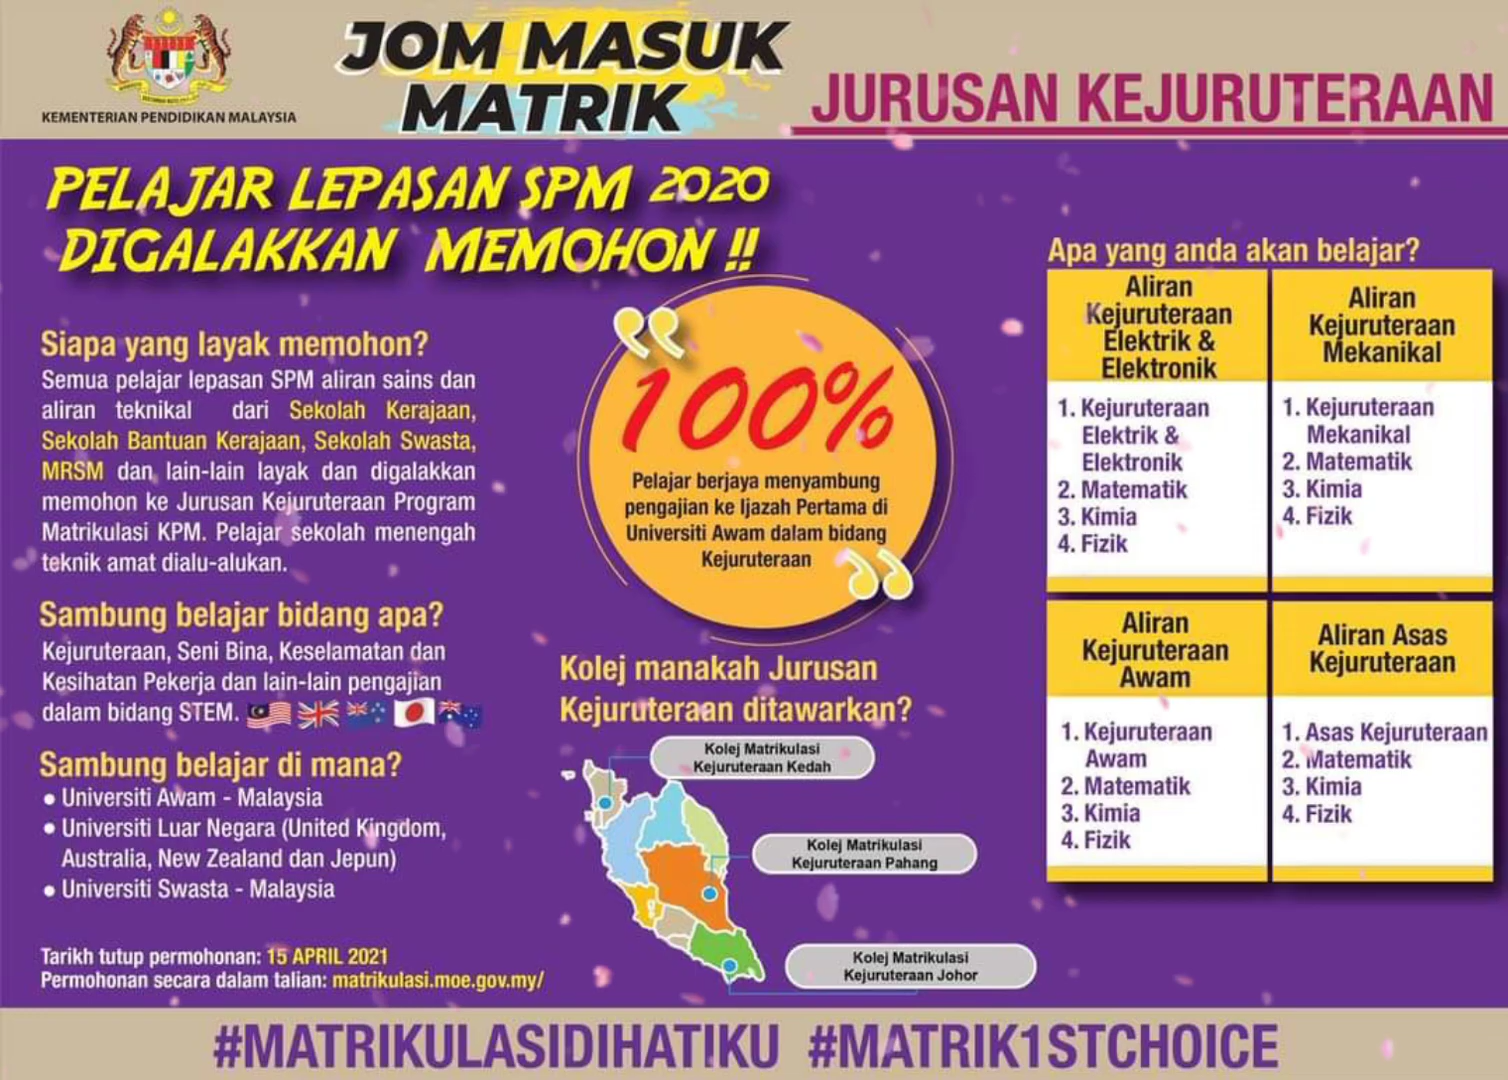 KEMENTERIAN PENDIDIKAN MALAYSIA
JOM MASUK
MATRIK
JURUSAN KEJURUTERAAN
PELAJAR LEPASAN SPM 2020
DIGALAKKAN MEMOHON !!
Siapa yang layak memohon?
Semua pelajar lepasan SPM aliran sains dan
aliran teknikal dari Sekolah Kerajaan,
Sekolah Bantuan Kerajaan, Sekolah Swasta,
MRSM dan lain-lain layak dan digalakkan
memohon ke Jurusan Kejuruteraan Program
Matrikulasi KPM. Pelajar sekolah menengah
teknik amat dialu-alukan.
Sambung belajar bidang apa?
Kejuruteraan, Seni Bina, Keselamatan dan
Kesihatan Pekerja dan lain-lain pengajian
dalam bidang STEM.
Sambung belajar di mana?
• Universiti Awam - Malaysia
• Universiti Luar Negara (United Kingdom,
Australia, New Zealand dan Jepun)
• Universiti Swasta - Malaysia
Tarikh tutup permohonan: 15 APRIL 2021
Permohonan secara dalam talian: matrikulasi.moe.gov.my/
“
100%
Pelajar berjaya menyambung
pengajian ke Ijazah Pertama di
Universiti Awam dalam bidang
Kejuruteraan
”
Kolej manakah Jurusan
Kejuruteraan ditawarkan?
Kolej Matrikulasi
Kejuruteraan Kedah
Kolej Matrikulasi
Kejuruteraan Pahang
Kolej Matrikulasi
Kejuruteraan Johor
Apa yang anda akan belajar?
Aliran
Kejuruteraan
Elektrik &
Elektronik
1. Kejuruteraan
Elektrik &
Elektronik
2. Matematik
3. Kimia
4. Fizik
Aliran
Kejuruteraan
Mekanikal
1. Kejuruteraan
Mekanikal
2. Matematik
3. Kimia
4. Fizik
Aliran
Kejuruteraan
Awam
1. Kejuruteraan
Awam
2. Matematik
3. Kimia
4. Fizik
Aliran Asas
Kejuruteraan
1. Asas Kejuruteraan
2. Matematik
3. Kimia
4. Fizik
#MATRIKULASIDIHATIKU #MATRIK1STCHOICE